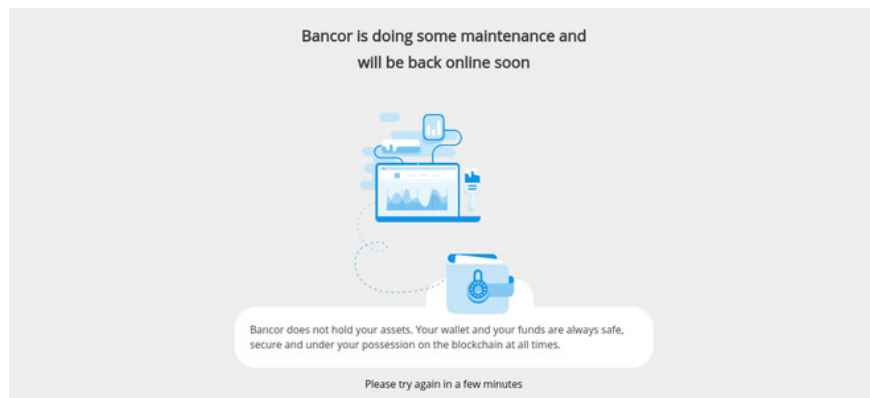 Bancor is doing some maintenance and
will be back online soon
Bancor does not hold your assets. Your wallet and your funds are always safe,
secure and under your possession on the blockchain at all times.
Please try again in a few minutes